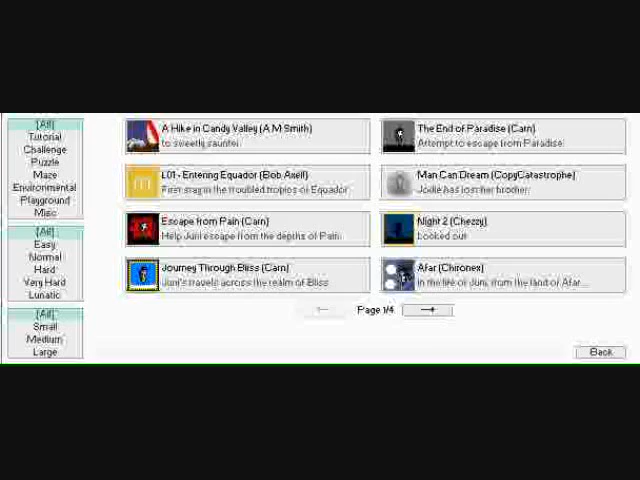 [All]
Tutorial
Challenge
Puzzle
Maze
Environmental
Playground
Misc
[All]
Easy
Normal
Hard
Very Hard
Lunatic
[All]
Small
Medium
Large
A Hike in Candy Valley (A M Smith)
to sweetly saunter
The End of Paradise (Carn)
Attempt to escape from Paradise
L01 - Entering Equador (Bob Axell)
First stag in the troubled tropics of Equador
Man Can Dream (CopyCatastrophe)
Jodie has lost her brother
Escape from Pain (Carn)
Help Juni escape from the depths of Pain
Night 2 (Chezzy)
Locked out
Journey Through Bliss (Carn)
Juni's travels across the realm of Bliss
Afar (Chironex)
In the life of Juni, from the land of Afar...
Page 1/4
Back